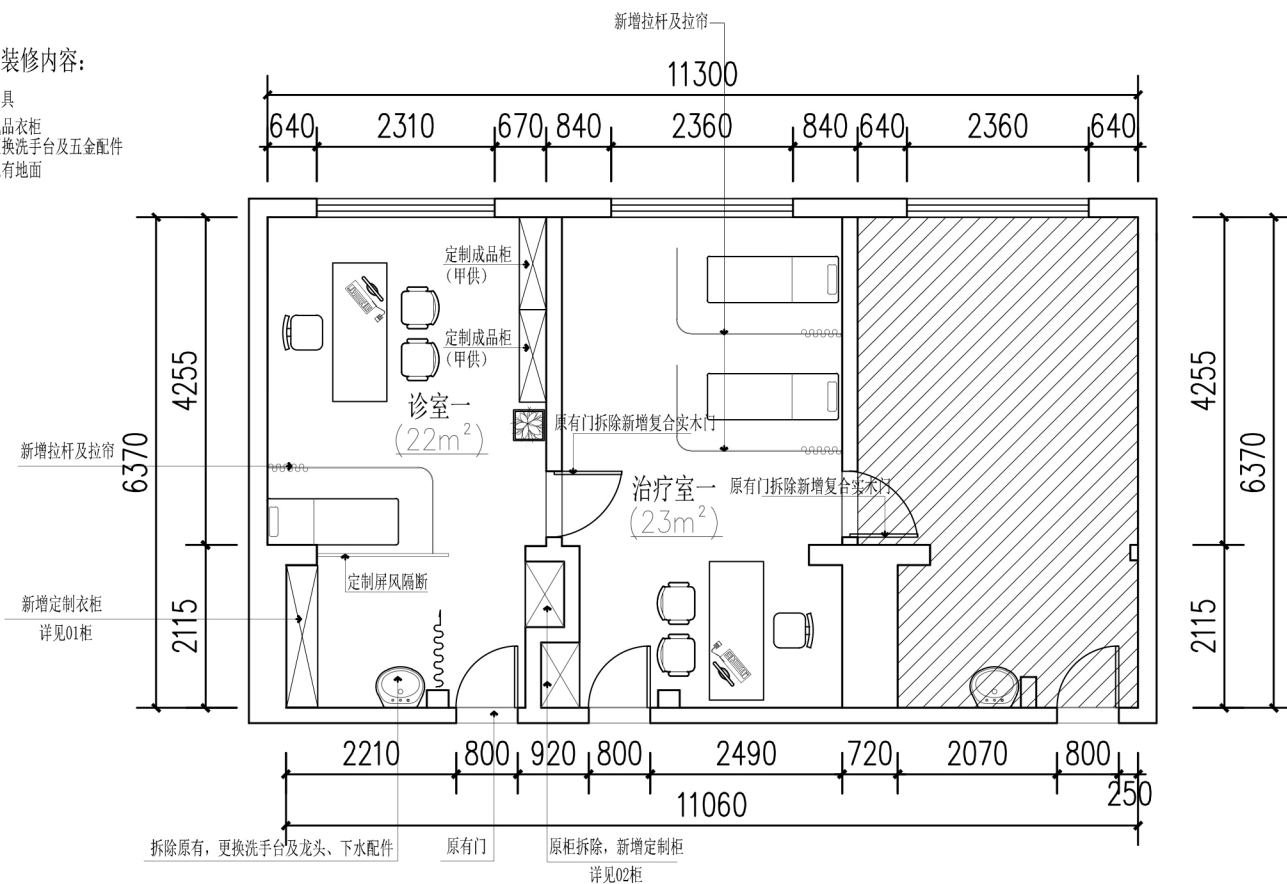 新增拉杆及拉帘
装修内容：
具
品衣柜
换洗手台及五金配件
有地面
11300
640 2310 670 840 2360 840 640 2360 640
定制成品柜
（甲供）
定制成品柜
（甲供）
4255
6370
2115
4255
6370
2115
诊室一
(22m²)
原有门拆除新增复合实木门
新增拉杆及拉帘
治疗室一
(23m²)
原有门拆除新增复合实木门
定制屏风隔断
新增定制衣柜
详见01柜
2210 800 920 800 2490 720 2070 800 250
11060
拆除原有，更换洗手台及龙头、下水配件
原有门
原柜拆除，新增定制柜
详见02柜